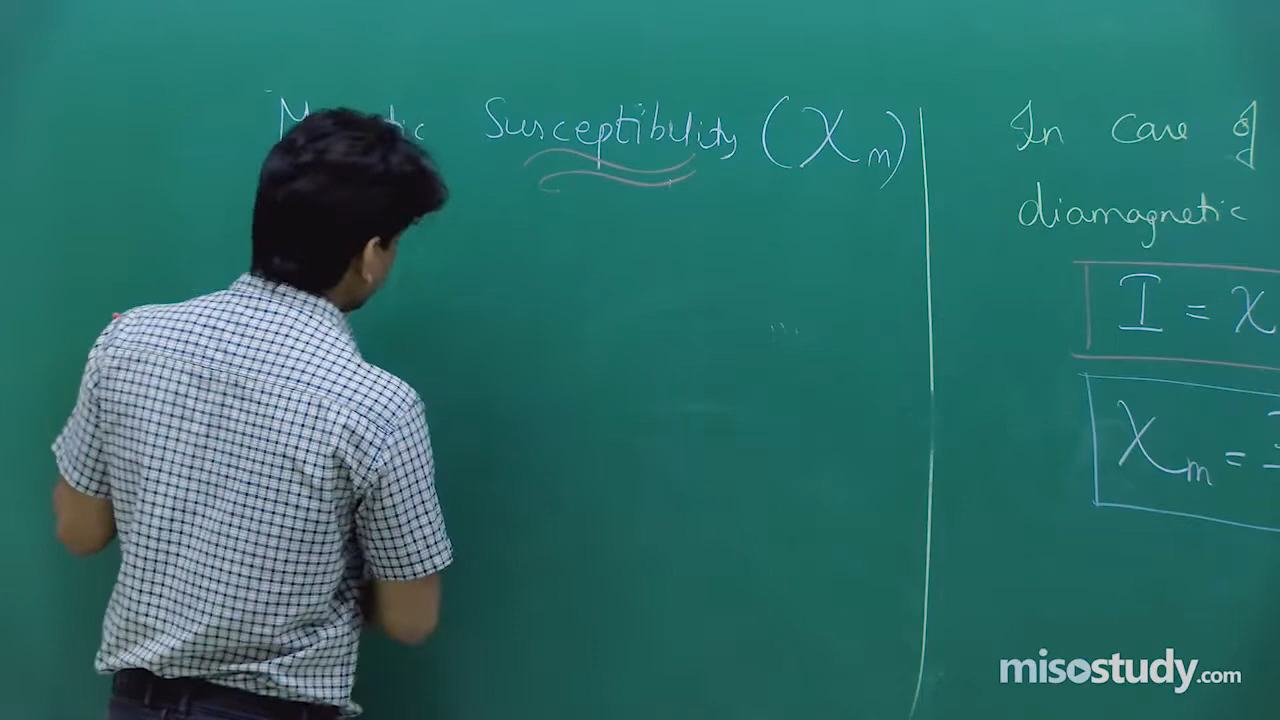 Susceptibility (χm)
In case of
diamagnetic
I = χ
χm =
misostudy.com